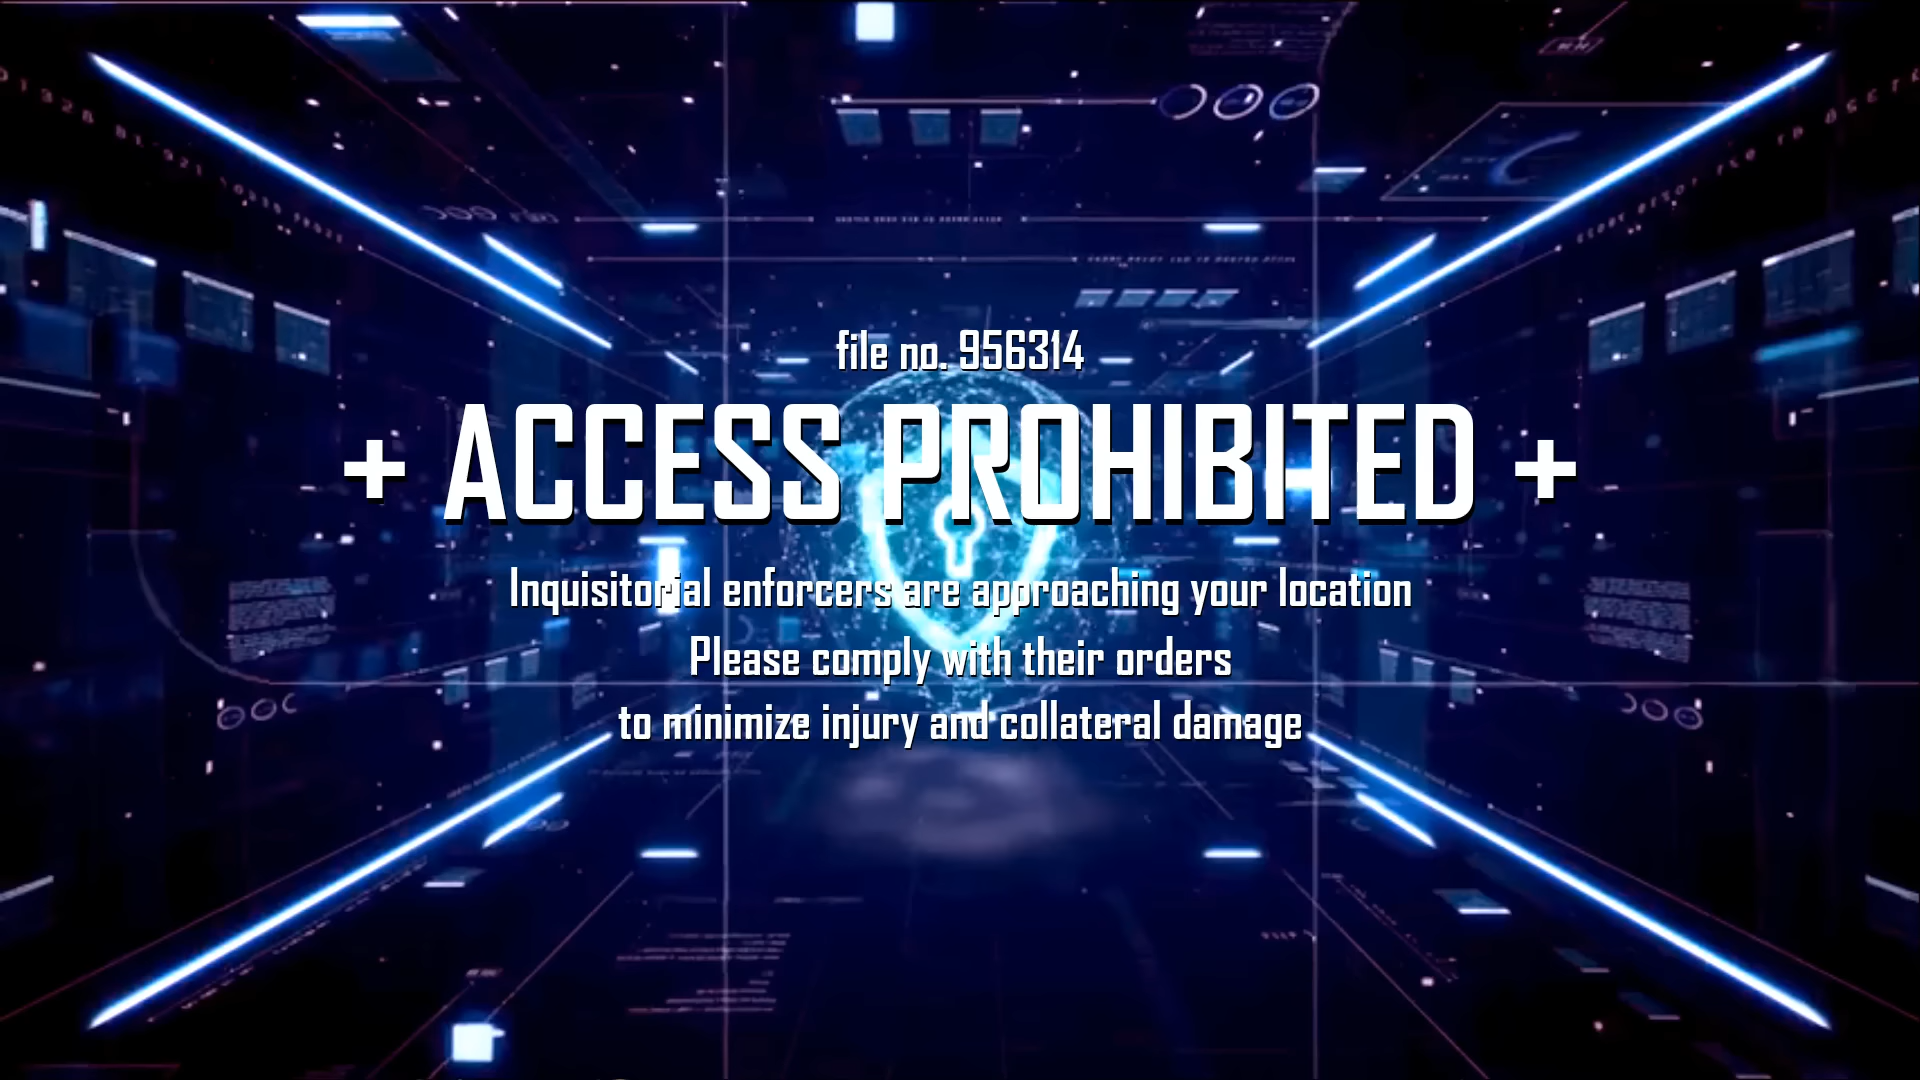 file no. 956314
+ ACCESS PROHIBITED +
Inquisitorial enforcers are approaching your location
Please comply with their orders
to minimize injury and collateral damage